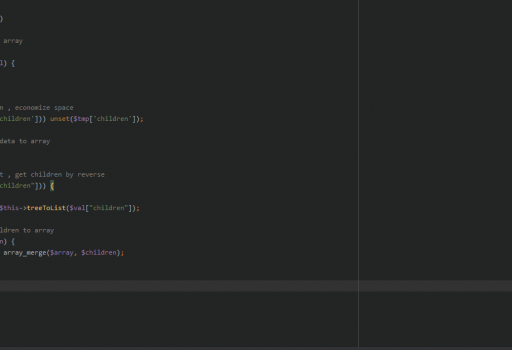 )
array
l) {
n , economize space
children'])) unset($tmp['children']);
data to array
t , get children by reverse
children"])) {
$this->treeToList($val["children"]);
ldren to array
n) {
array_merge($array, $children);